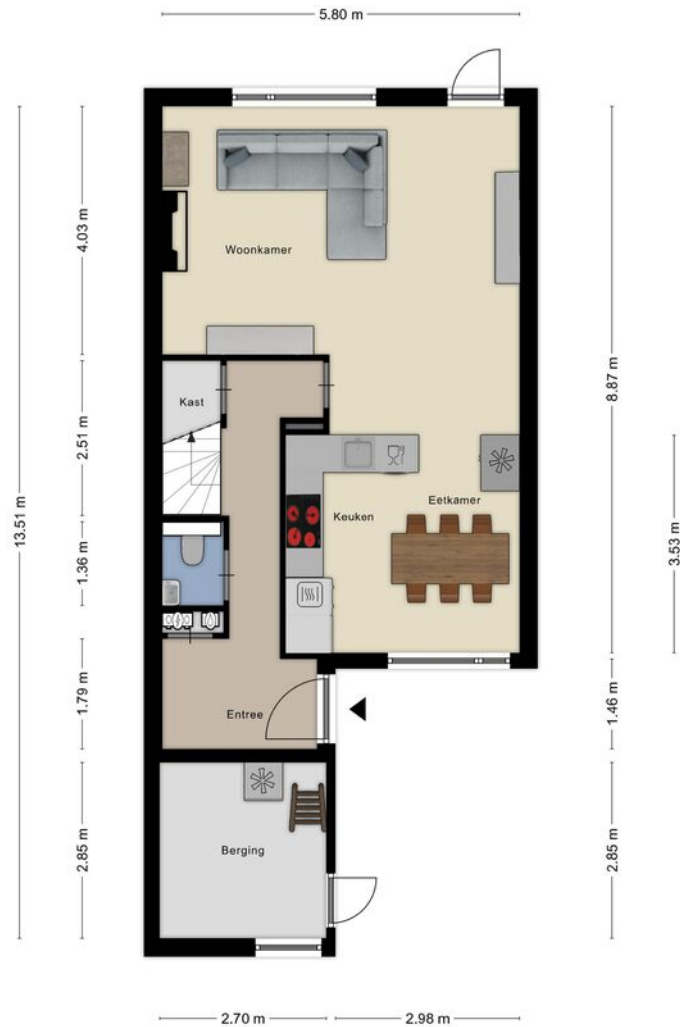 5.80 m
4.03 m
Woonkamer
8.87 m
Kast
2.51 m
13.51 m
Eetkamer
Keuken
3.53 m
1.36 m
1.79 m
Entree
1.46 m
2.85 m
Berging
2.85 m
2.70 m
2.98 m